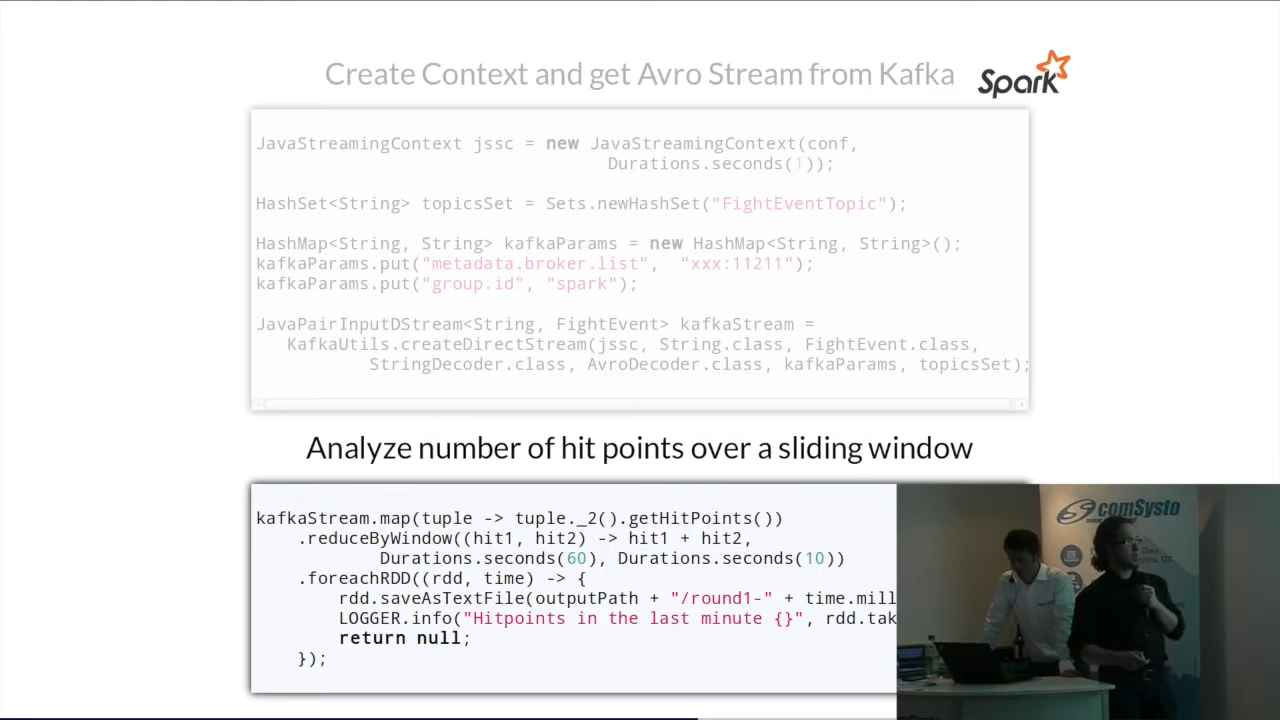 Create Context and get Avro Stream from Kafka
Spark
JavaStreamingContext jssc = new JavaStreamingContext(conf,
Durations.seconds(1));
HashSet<String> topicsSet = Sets.newHashSet("FightEventTopic");
HashMap<String, String> kafkaParams = new HashMap<String, String>();
kafkaParams.put("metadata.broker.list", "xxx:11211");
kafkaParams.put("group.id", "spark");
JavaPairInputDStream<String, FightEvent> kafkaStream =
KafkaUtils.createDirectStream(jssc, String.class, FightEvent.class,
StringDecoder.class, AvroDecoder.class, kafkaParams, topicsSet);
Analyze number of hit points over a sliding window
kafkaStream.map(tuple -> tuple._2().getHitPoints())
.reduceByWindow((hit1, hit2) -> hit1 + hit2,
Durations.seconds(60), Durations.seconds(10))
.foreachRDD((rdd, time) -> {
rdd.saveAsTextFile(outputPath + "/round1-" + time.mill
LOGGER.info("Hitpoints in the last minute {}", rdd.tak
return null;
});
comSysto